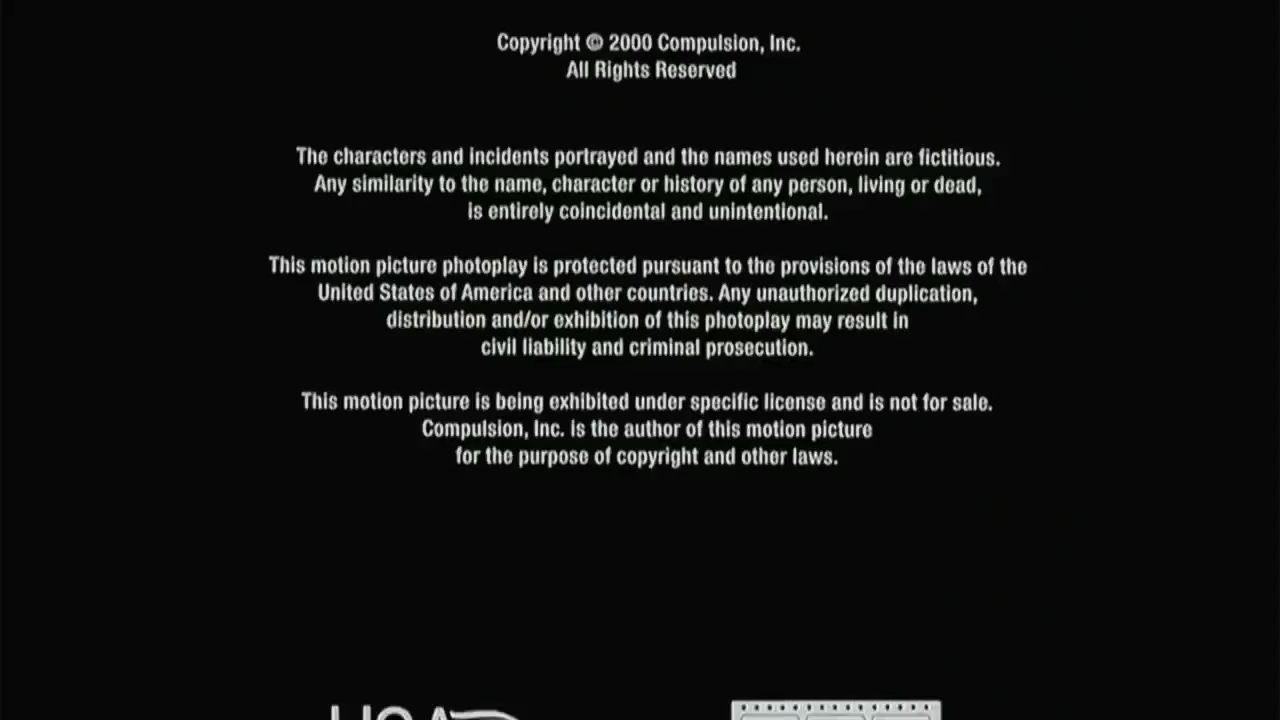 Copyright © 2000 Compulsion, Inc.
All Rights Reserved
The characters and incidents portrayed and the names used herein are fictitious.
Any similarity to the name, character or history of any person, living or dead,
is entirely coincidental and unintentional.
This motion picture photoplay is protected pursuant to the provisions of the laws of the
United States of America and other countries. Any unauthorized duplication,
distribution and/or exhibition of this photoplay may result in
civil liability and criminal prosecution.
This motion picture is being exhibited under specific license and is not for sale.
Compulsion, Inc. is the author of this motion picture
for the purpose of copyright and other laws.
USA